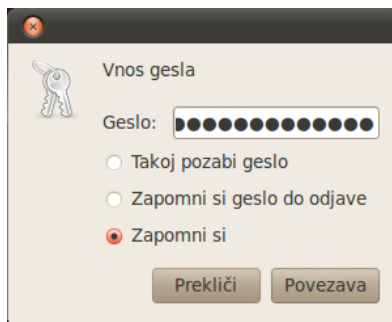 Vnos gesla
Geslo: ●●●●●●●●●●●●●
Takoj pozabi geslo
Zapomni si geslo do odjave
Zapomni si
Prekliči Povezava